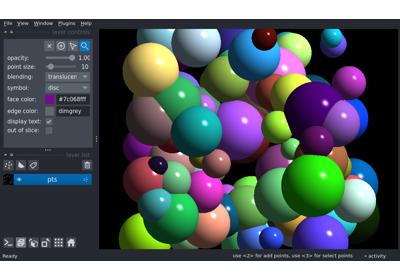 File View Window Plugins Help
layer controls
opacity: 1.00
point size: 10
blending: translucen
symbol: disc
face color: #7c068fff
edge color: dimgrey
display text: ✓
out of slice:
layer list
pts
Ready use <2> for add points, use <3> for select points activity